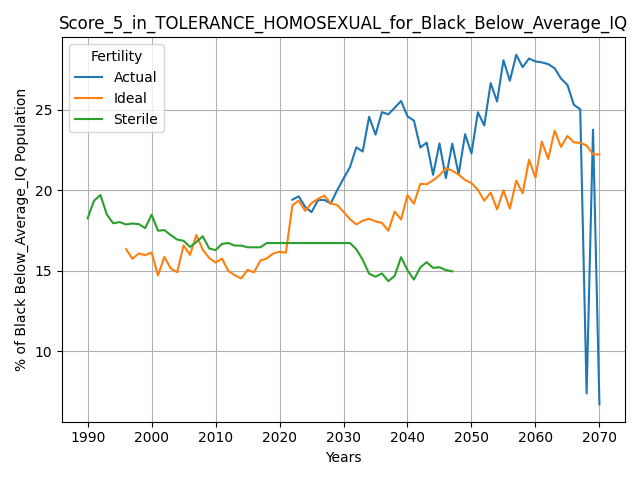 Score_5_in_TOLERANCE_HOMOSEXUAL_for_Black_Below_Average_IQ
Fertility
Actual
Ideal
Sterile
% of Black Below_Average_IQ Population
25
20
15
10
1990 2000 2010 2020 2030 2040 2050 2060 2070
Years